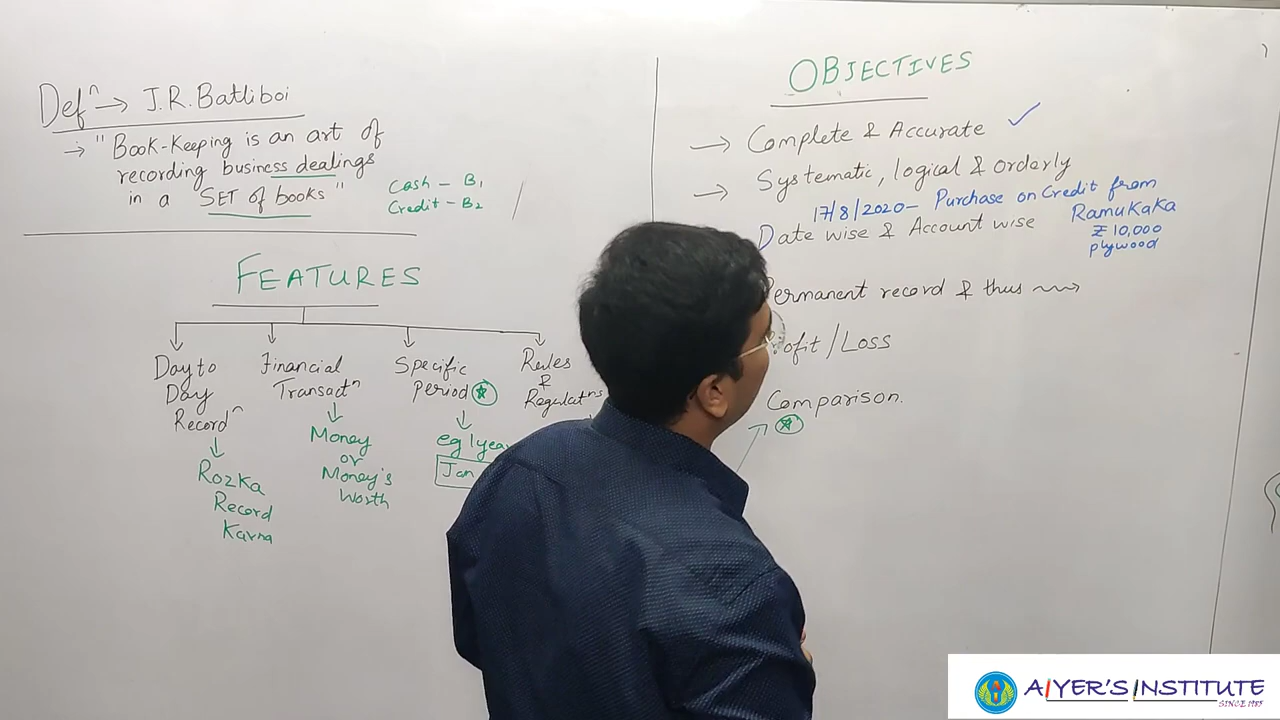 Defⁿ → J.R. Batliboi
→ "Book-Keeping is an art of
recording business dealings
in a SET of books"
Cash - B₁
Credit - B₂
FEATURES
Day to
Day
Recordⁿ
Rozka
Record
Karna
Financial
Transactⁿ
Money
or
Money's
Worth
Specific
Period
eg 1 year
Jan
Rules
&
Regulatⁿs
OBJECTIVES
→ Complete & Accurate ✓
→ Systematic, logical & orderly
17/8/2020 - Purchase on Credit from
RamuKaKa
₹ 10,000
plywood
Date wise & Account wise
Permanent record & thus
/Loss
Comparison.
AIYER'S INSTITUTE
SINCE 1985